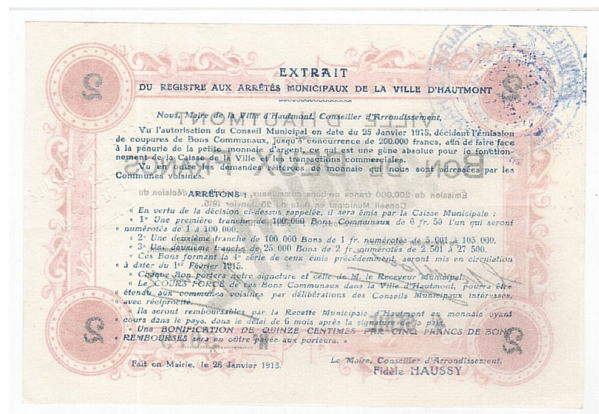 EXTRAIT
DU REGISTRE AUX ARRÊTÉS MUNICIPAUX DE LA VILLE D'HAUTMONT
Nous, Maire de la Ville d'Hautmont, Conseiller d'Arrondissement,
Vu l'autorisation du Conseil Municipal en date du 25 Janvier 1915, décidant l'émission
de coupures de Bons Communaux, jusqu'à concurrence de 200.000 francs, afin de faire face
à la pénurie de la petite monnaie d'argent, ce qui est une gêne absolue pour le fonction-
nement de la Caisse de la Ville et les transactions commerciales.
Vu les nombreuses demandes d'offres de monnaie qui nous sont adressées par les
Communes voisines.
ARRÊTONS :
« En vertu de la décision ci-dessus rappelée, il sera émis par la Caisse Municipale :
« 1° Une première tranche 100.000 Bons Communaux de 0 fr. 50 l'un qui seront
« numérotés de 1 à 100.000.
« 2° Une deuxième tranche de 100.000 Bons de 1 fr. numérotés de 5.001 à 105.000.
« 3° Une deuxième tranche de 25.000 Bons de 2 fr. numérotés de 2.501 à 27.500.
« Ces Bons formant la 4e série de ceux émis précédemment, seront mis en circulation
« à dater du 1er Février 1915.
« Chaque Bon portera notre signature et celle de M. le Receveur Municipal.
« Le COURS FORCÉ de ces Bons Communaux dans la Ville d'Hautmont, pourra être
étendu aux communes voisines par délibérations des Conseils Municipaux intéressés,
« avec réciprocité.
« Ils seront remboursables par la Recette Municipale d'Hautmont en monnaie ayant
cours dans le pays, dans le délai de 6 mois après la signature de la paix.
« Une BONIFICATION DE QUINZE CENTIMES PAR CINQ FRANCS DE BONS
REMBOURSÉS sera en outre payée aux porteurs. »
Fait en Mairie, le 26 Janvier 1915.
Le Maire, Conseiller d'Arrondissement,
Fidèle HAUSSY